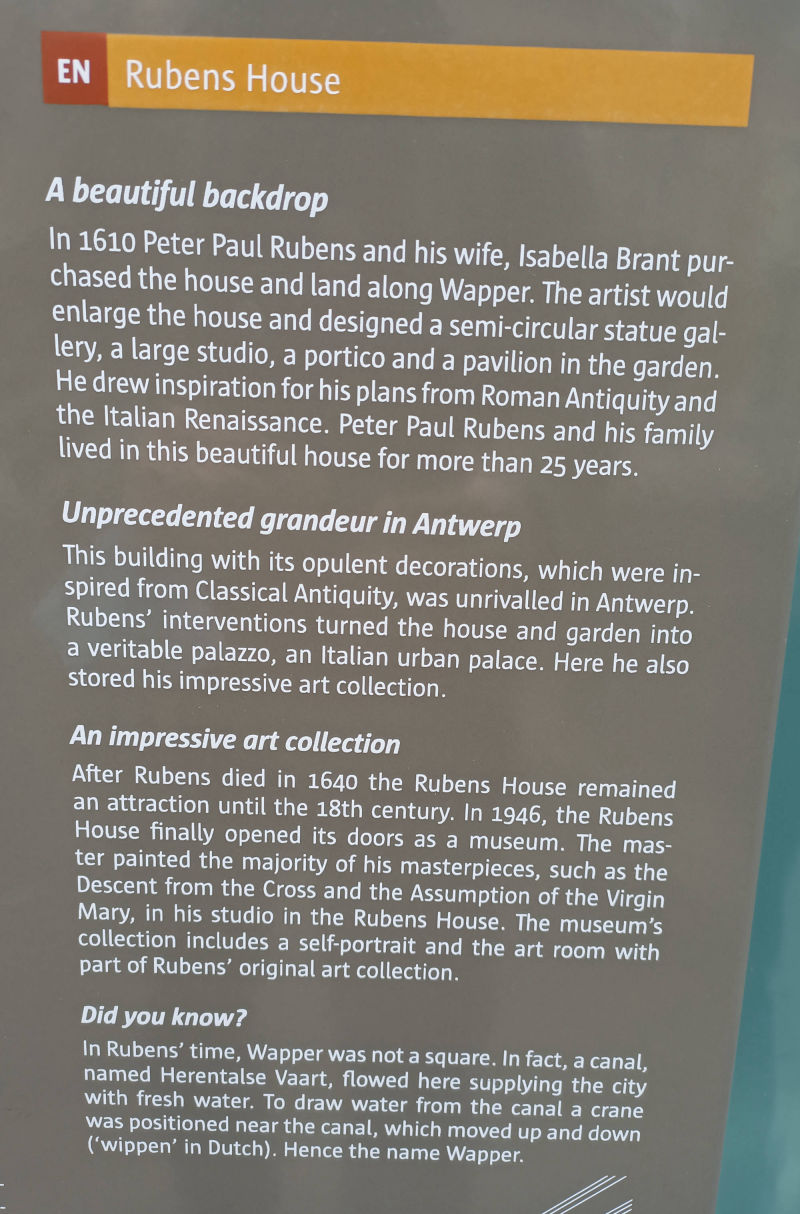 EN Rubens House
A beautiful backdrop
In 1610 Peter Paul Rubens and his wife, Isabella Brant pur-
chased the house and land along Wapper. The artist would
enlarge the house and designed a semi-circular statue gal-
lery, a large studio, a portico and a pavilion in the garden.
He drew inspiration for his plans from Roman Antiquity and
the Italian Renaissance. Peter Paul Rubens and his family
lived in this beautiful house for more than 25 years.
Unprecedented grandeur in Antwerp
This building with its opulent decorations, which were in-
spired from Classical Antiquity, was unrivalled in Antwerp.
Rubens' interventions turned the house and garden into
a veritable palazzo, an Italian urban palace. Here he also
stored his impressive art collection.
An impressive art collection
After Rubens died in 1640 the Rubens House remained
an attraction until the 18th century. In 1946, the Rubens
House finally opened its doors as a museum. The mas-
ter painted the majority of his masterpieces, such as the
Descent from the Cross and the Assumption of the Virgin
Mary, in his studio in the Rubens House. The museum's
collection includes a self-portrait and the art room with
part of Rubens' original art collection.
Did you know?
In Rubens' time, Wapper was not a square. In fact, a canal,
named Herentalse Vaart, flowed here supplying the city
with fresh water. To draw water from the canal a crane
was positioned near the canal, which moved up and down
('wippen' in Dutch). Hence the name Wapper.